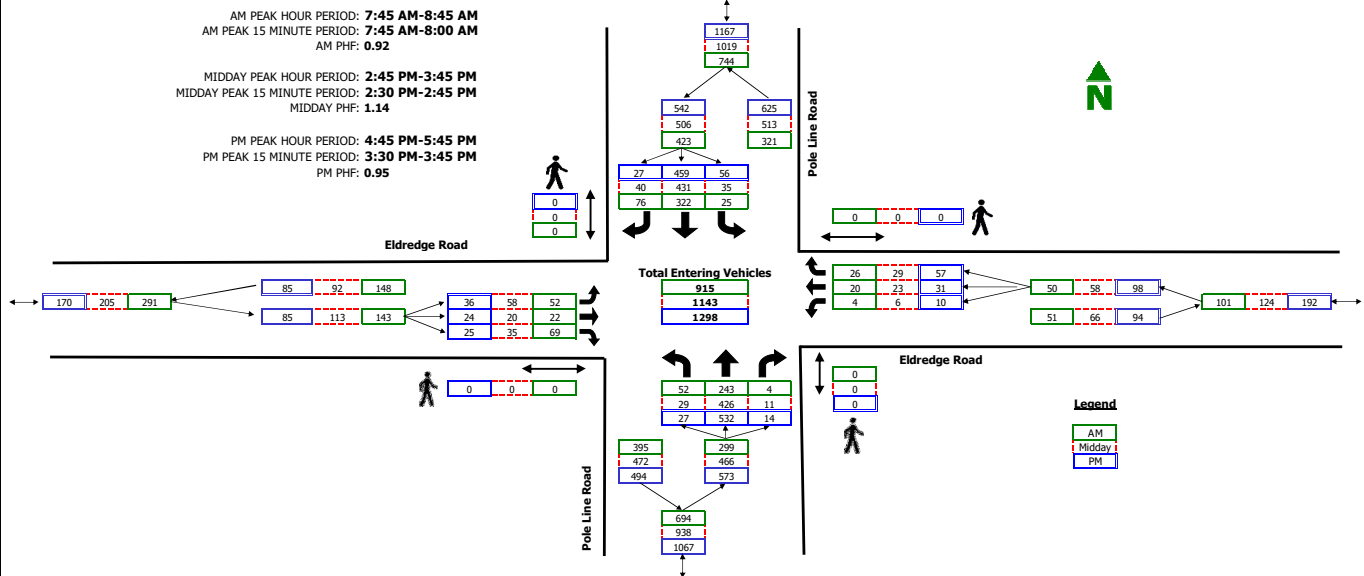 AM PEAK HOUR PERIOD: 7:45 AM-8:45 AM
AM PEAK 15 MINUTE PERIOD: 7:45 AM-8:00 AM
AM PHF: 0.92
MIDDAY PEAK HOUR PERIOD: 2:45 PM-3:45 PM
MIDDAY PEAK 15 MINUTE PERIOD: 2:30 PM-2:45 PM
MIDDAY PHF: 1.14
PM PEAK HOUR PERIOD: 4:45 PM-5:45 PM
PM PEAK 15 MINUTE PERIOD: 3:30 PM-3:45 PM
PM PHF: 0.95
1167
1019
744
542 625
506 513
423 321
27 459 56
40 431 35
76 322 25
Pole Line Road
N
0
0
0
0 0 0
Eldredge Road
Total Entering Vehicles
915
1143
1298
170 205 291
85 92 148
85 113 143
36 58 52
24 20 22
25 35 69
26 29 57
20 23 31
4 6 10
50 58 98
51 66 94
101 124 192
Eldredge Road
0 0 0
0
0
0
52 243 4
29 426 11
27 532 14
395 299
472 466
494 573
694
938
1067
Pole Line Road
Legend
AM
Midday
PM